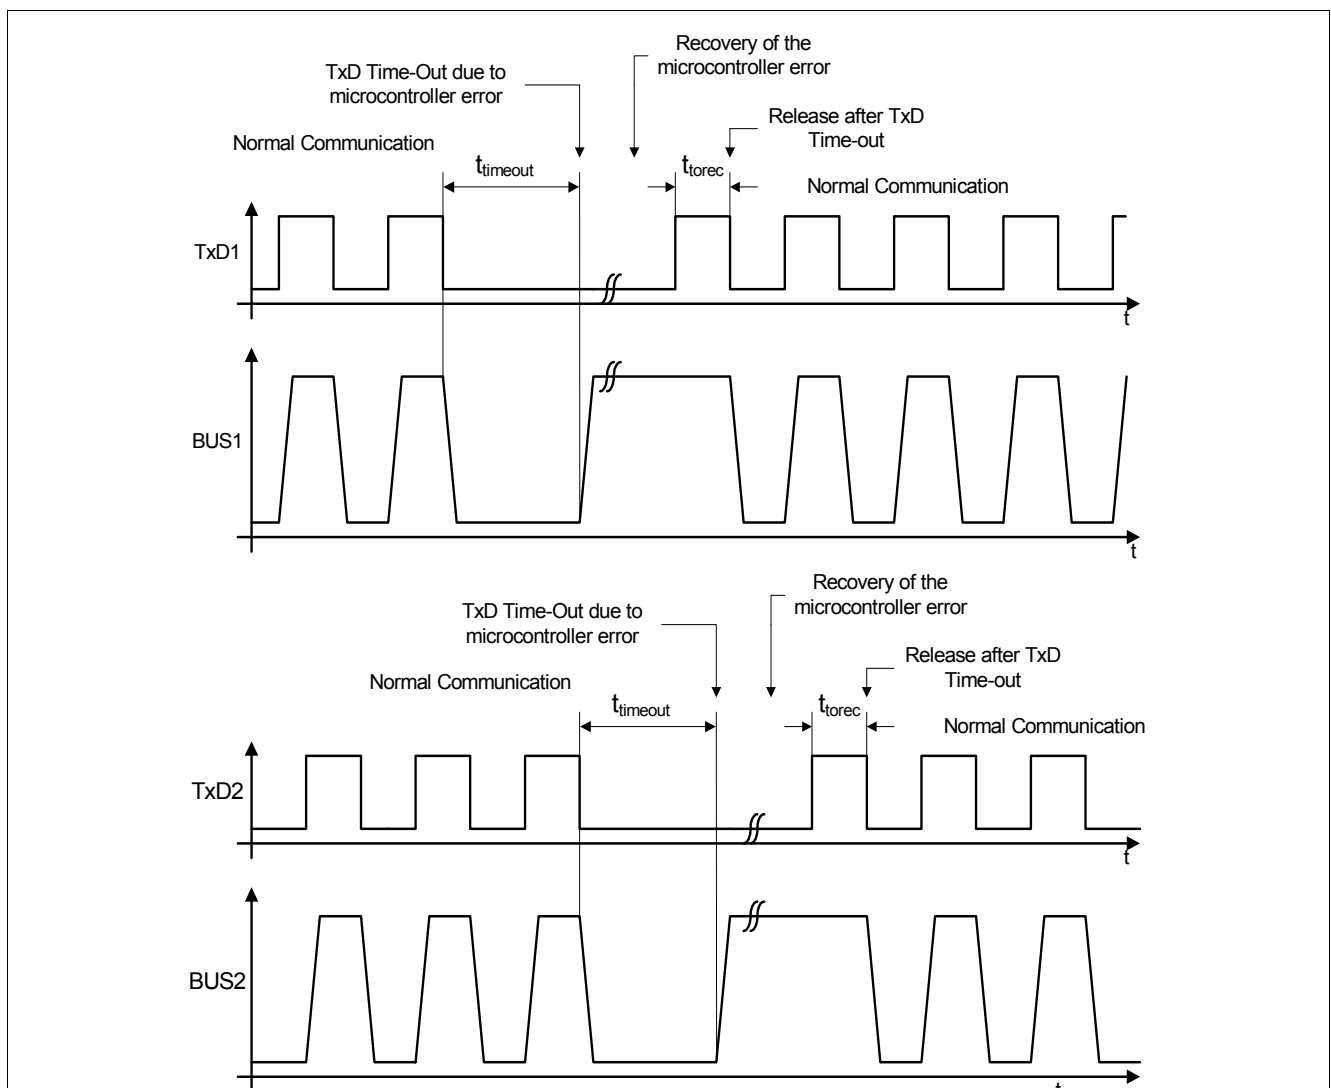 Recovery of the
microcontroller error
TxD Time-Out due to
microcontroller error
Release after TxD
Time-out
Normal Communication
ttimeout
ttorec
Normal Communication
TxD1
t
BUS1
t
Recovery of the
microcontroller error
TxD Time-Out due to
microcontroller error
Release after TxD
Time-out
Normal Communication
ttimeout
ttorec
Normal Communication
TxD2
t
BUS2
t